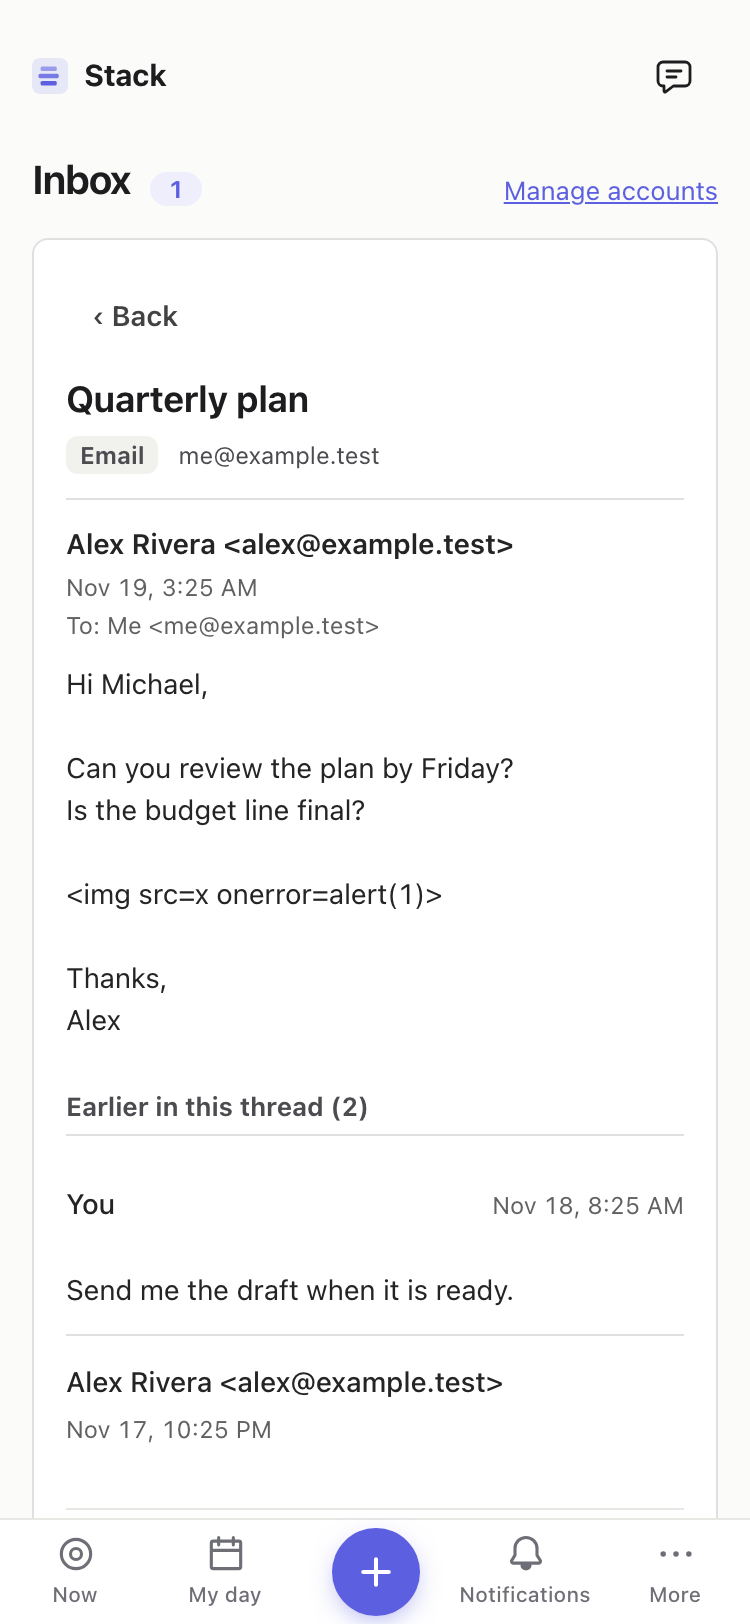 Stack
Inbox 1
Manage accounts
‹ Back
Quarterly plan
Email me@example.test
Alex Rivera <alex@example.test>
Nov 19, 3:25 AM
To: Me <me@example.test>
Hi Michael,
Can you review the plan by Friday?
Is the budget line final?
<img src=x onerror=alert(1)>
Thanks,
Alex
Earlier in this thread (2)
You Nov 18, 8:25 AM
Send me the draft when it is ready.
Alex Rivera <alex@example.test>
Nov 17, 10:25 PM
Now My day Notifications More